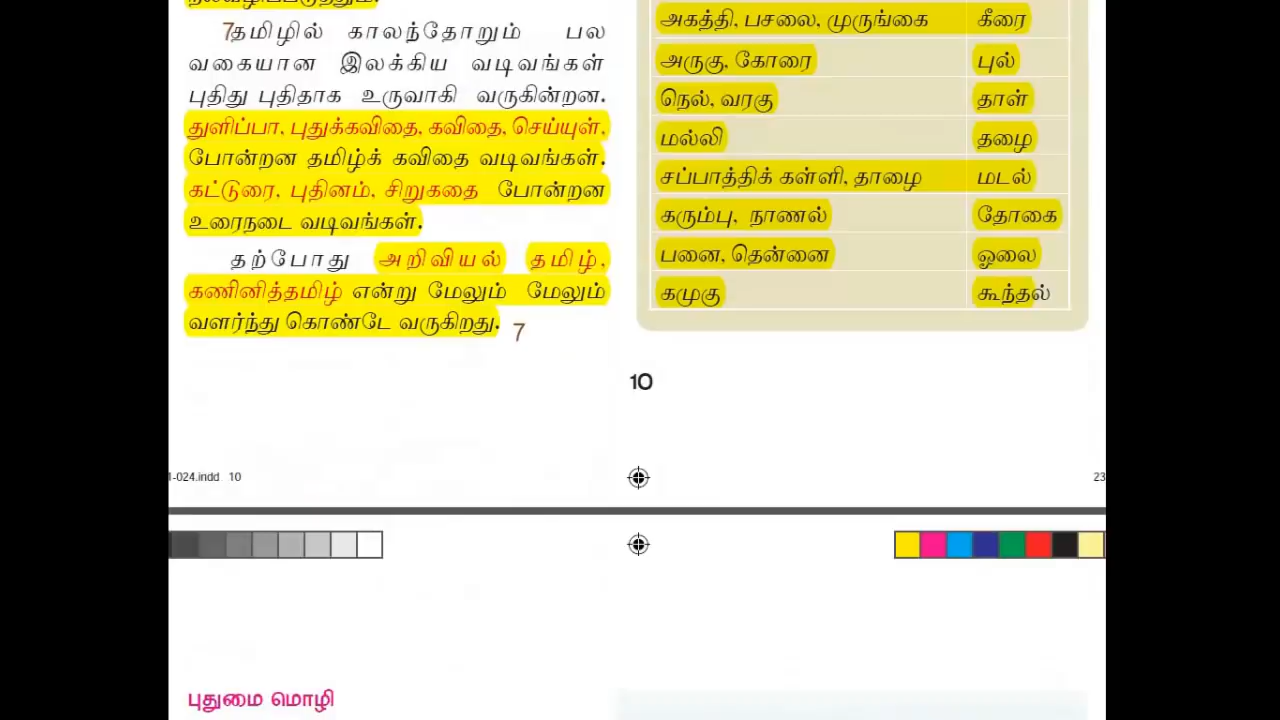 நலவழிப்படுத்தும்.
7தமிழில் காலந்தோறும் பல
வகையான இலக்கிய வடிவங்கள்
புதிது புதிதாக உருவாகி வருகின்றன.
துளிப்பா, புதுக்கவிதை, கவிதை, செய்யுள்,
போன்றன தமிழ்க் கவிதை வடிவங்கள்.
கட்டுரை, புதினம், சிறுகதை போன்றன
உரைநடை வடிவங்கள்.
தற்போது அறிவியல் தமிழ்,
கணினித்தமிழ் என்று மேலும் மேலும்
வளர்ந்து கொண்டே வருகிறது. 7
அகத்தி, பசலை, முருங்கை கீரை
அருகு, கோரை புல்
நெல், வரகு தாள்
மல்லி தழை
சப்பாத்திக் கள்ளி, தாழை மடல்
கரும்பு, நாணல் தோகை
பனை, தென்னை ஓலை
கமுகு கூந்தல்
10
1-024.indd 10
23
புதுமை மொழி